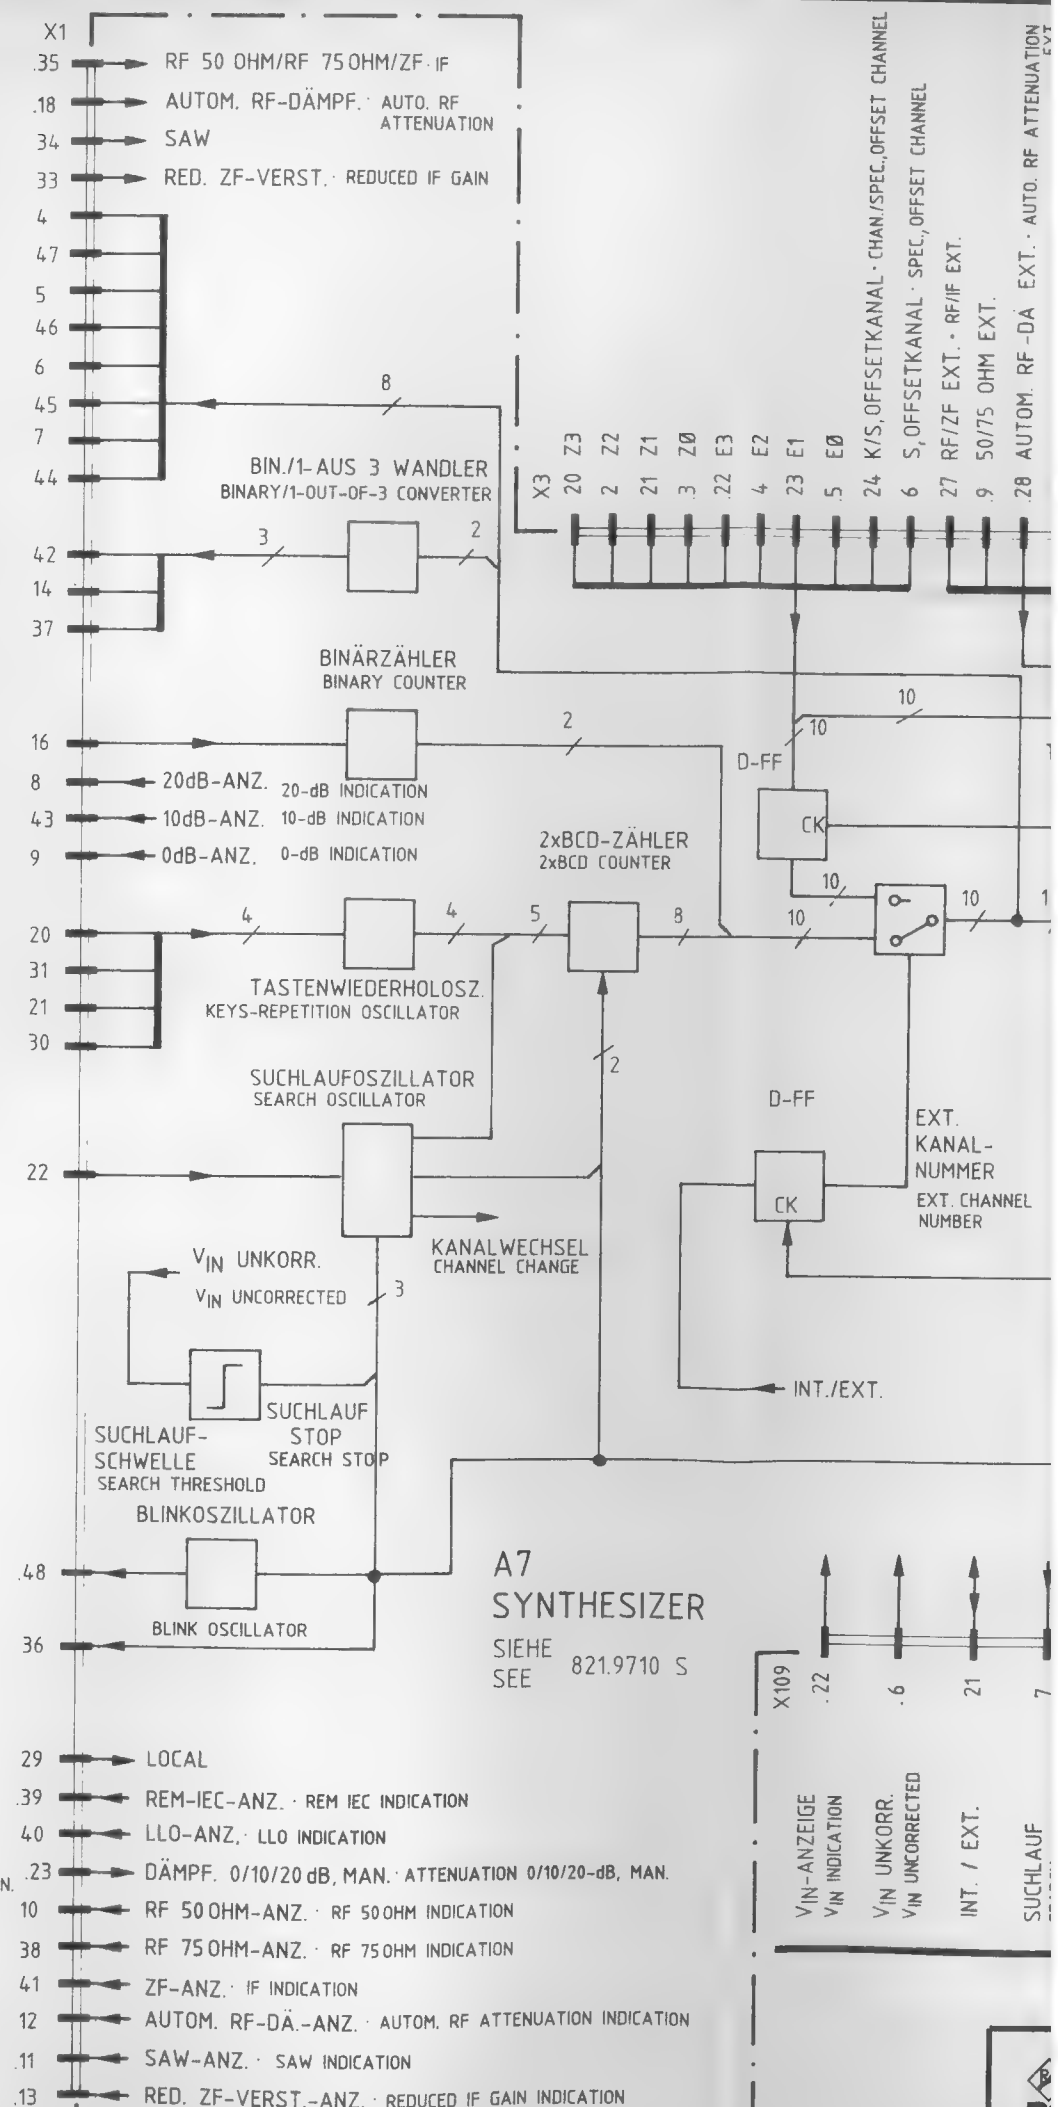 X1
.35 RF 50 OHM/RF 75 OHM/ZF · IF
.18 AUTOM. RF-DÄMPF. · AUTO. RF
ATTENUATION
34 SAW
33 RED. ZF-VERST. · REDUCED IF GAIN
4
47
5
46
6
45
7
44
8
BIN./1-AUS 3 WANDLER
BINARY/1-OUT-OF-3 CONVERTER
42
14
37
3
2
X3
20 Z3
2 Z2
21 Z1
.3 Z0
.22 E3
4 E2
23 E1
.5 E0
24 K/S, OFFSETKANAL · CHAN./SPEC., OFFSET CHANNEL
6 S, OFFSETKANAL · SPEC., OFFSET CHANNEL
27 RF/ZF EXT. · RF/IF EXT.
.9 50/75 OHM EXT.
.28 AUTOM. RF-DÄ EXT. · AUTO. RF ATTENUATION
EXT
BINÄRZÄHLER
BINARY COUNTER
16
2
10
10
D-FF
CK
8 20dB-ANZ. 20-dB INDICATION
43 10dB-ANZ. 10-dB INDICATION
9 0dB-ANZ. 0-dB INDICATION
2xBCD-ZÄHLER
2xBCD COUNTER
20
31
21
30
4
4
5
8
10
10
10
1
TASTENWIEDERHOLOSZ.
KEYS-REPETITION OSCILLATOR
2
SUCHLAUFOSZILLATOR
SEARCH OSCILLATOR
22
KANALWECHSEL
CHANNEL CHANGE
D-FF
CK
EXT.
KANAL-
NUMMER
EXT. CHANNEL
NUMBER
VIN UNKORR.
VIN UNCORRECTED
3
INT./EXT.
SUCHLAUF
STOP
SEARCH STOP
SUCHLAUF-
SCHWELLE
SEARCH THRESHOLD
BLINKOSZILLATOR
.48
BLINK OSCILLATOR
36
A7
SYNTHESIZER
SIEHE
SEE 821.9710 S
X109
.22 VIN-ANZEIGE
VIN INDICATION
.6 VIN UNKORR.
VIN UNCORRECTED
21 INT. / EXT.
7 SUCHLAUF
29 LOCAL
.39 REM-IEC-ANZ. · REM IEC INDICATION
40 LLO-ANZ. · LLO INDICATION
N. .23 DÄMPF. 0/10/20 dB, MAN. · ATTENUATION 0/10/20-dB, MAN.
10 RF 50 OHM-ANZ. · RF 50 OHM INDICATION
38 RF 75 OHM-ANZ. · RF 75 OHM INDICATION
41 ZF-ANZ. · IF INDICATION
12 AUTOM. RF-DÄ.-ANZ. · AUTOM. RF ATTENUATION INDICATION
.11 SAW-ANZ. · SAW INDICATION
.13 RED. ZF-VERST.-ANZ. · REDUCED IF GAIN INDICATION